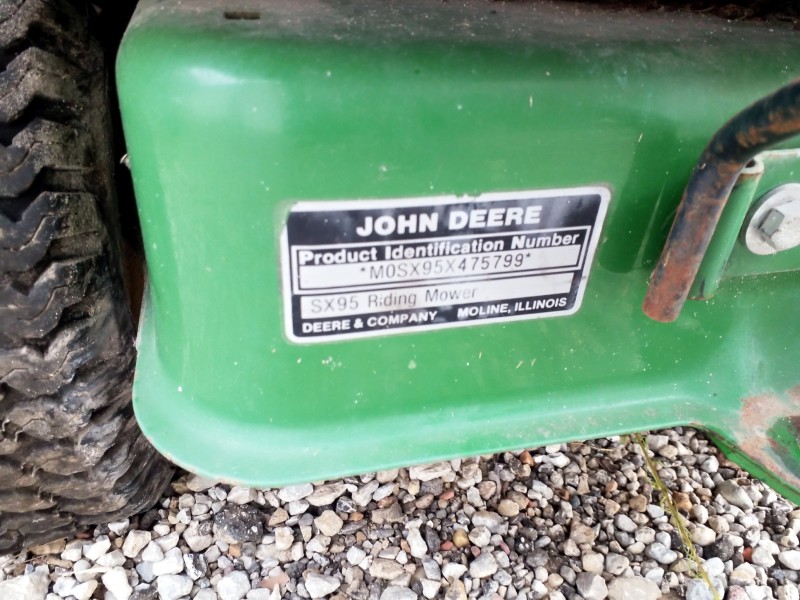 JOHN DEERE
Product Identification Number
*M0SX95X475799*
SX95 Riding Mower
DEERE & COMPANY MOLINE, ILLINOIS